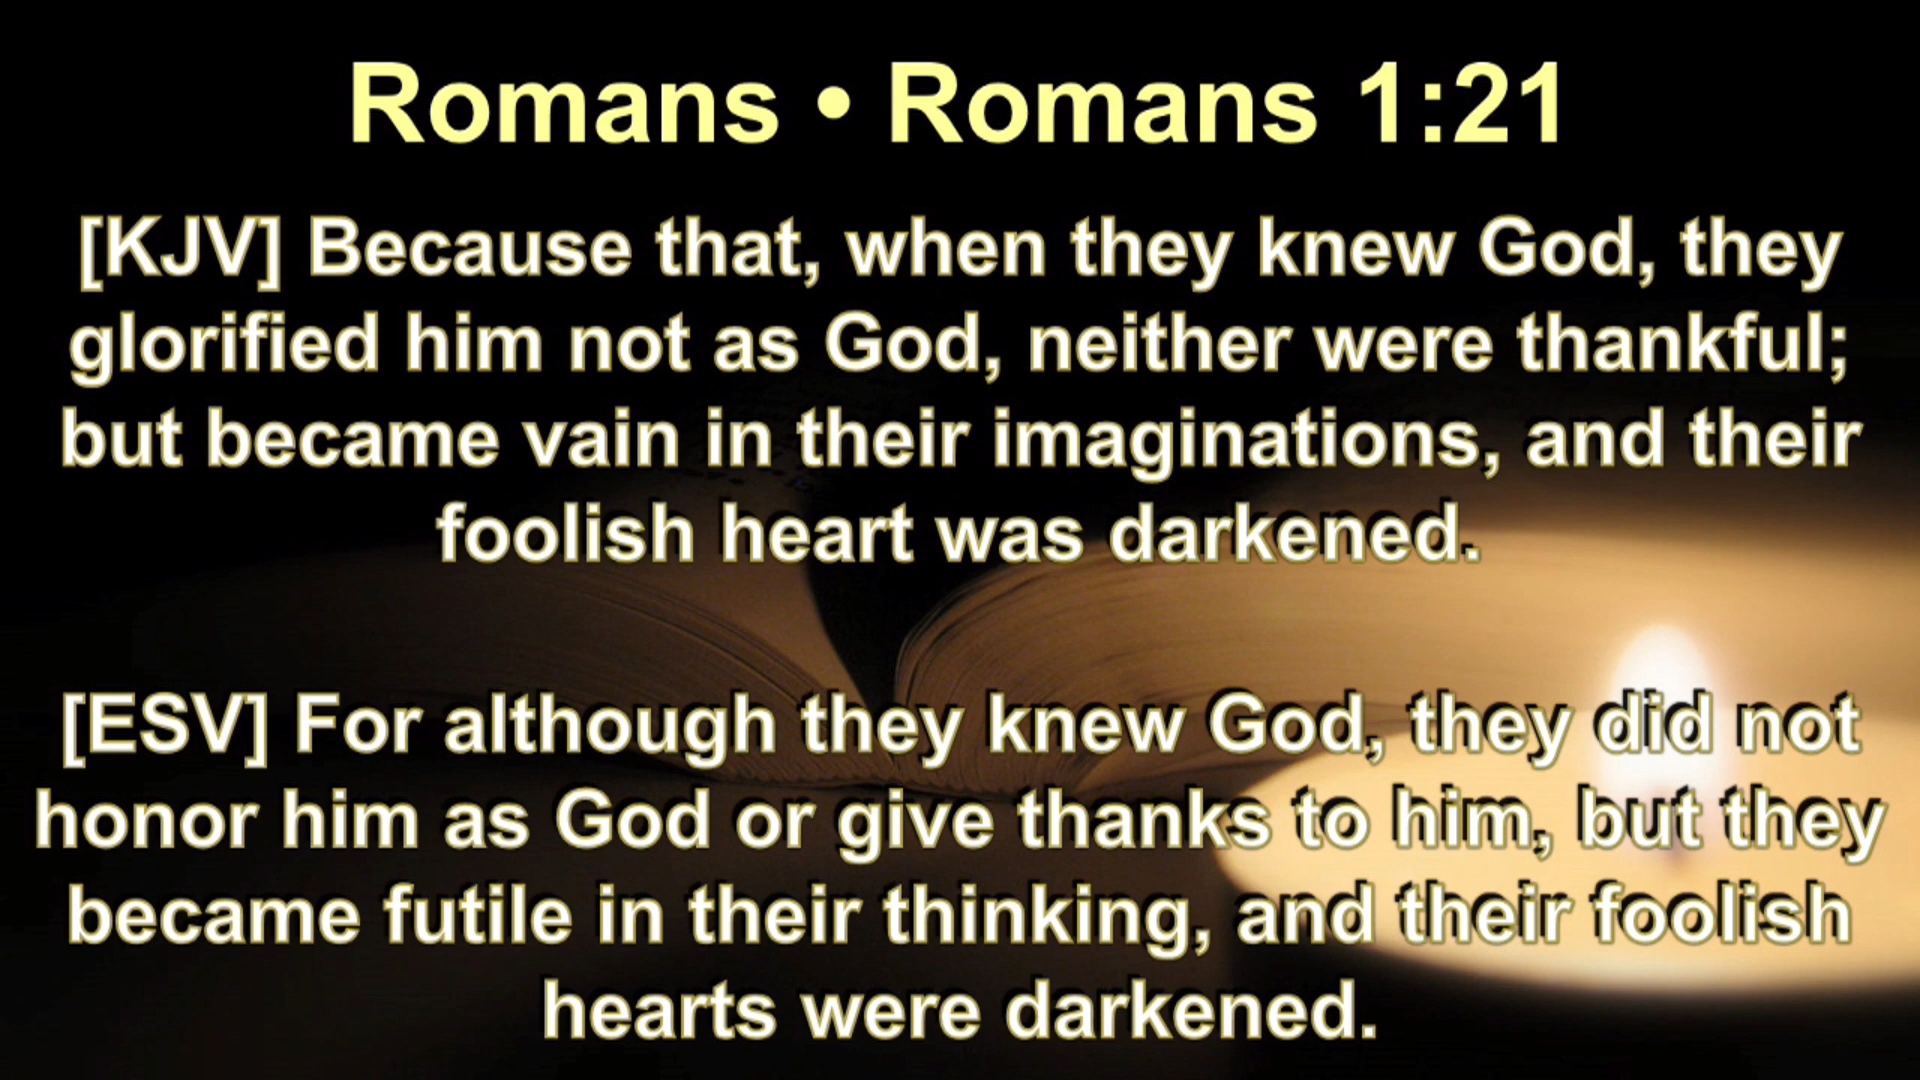 Romans • Romans 1:21
[KJV] Because that, when they knew God, they
glorified him not as God, neither were thankful;
but became vain in their imaginations, and their
foolish heart was darkened.
[ESV] For although they knew God, they did not
honor him as God or give thanks to him, but they
became futile in their thinking, and their foolish
hearts were darkened.